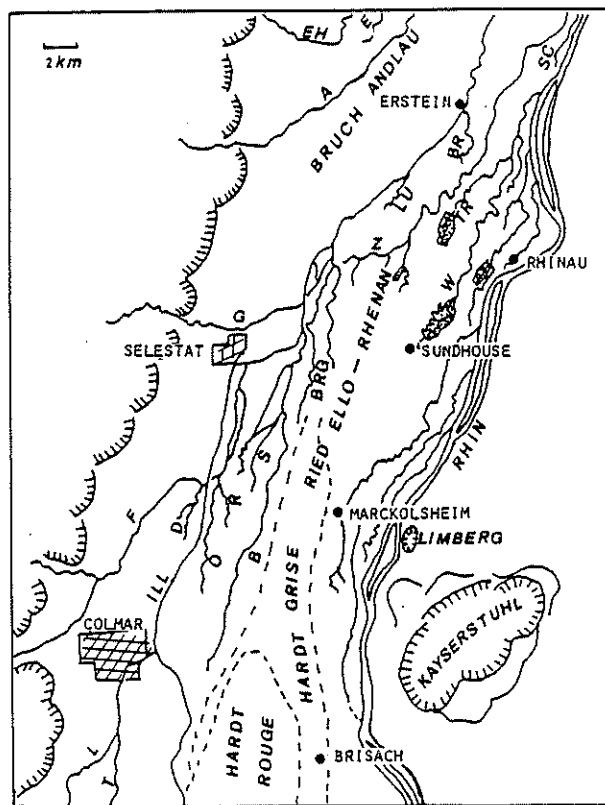 2 km
EH
E
SC
A
BRUCH ANDLAU
ERSTEIN
BR
LU
TR
Z
RHINAU
W
G
SELESTAT
SUNDHOUSE
BRG
RIED ELLO-RHENAN
RHIN
S
F
D
R
MARCKOLSHEIM
LIMBERG
O
B
ILL
HARDT GRISE
KAYSERSTUHL
COLMAR
HARDT
ROUGE
L
T
BRISACH